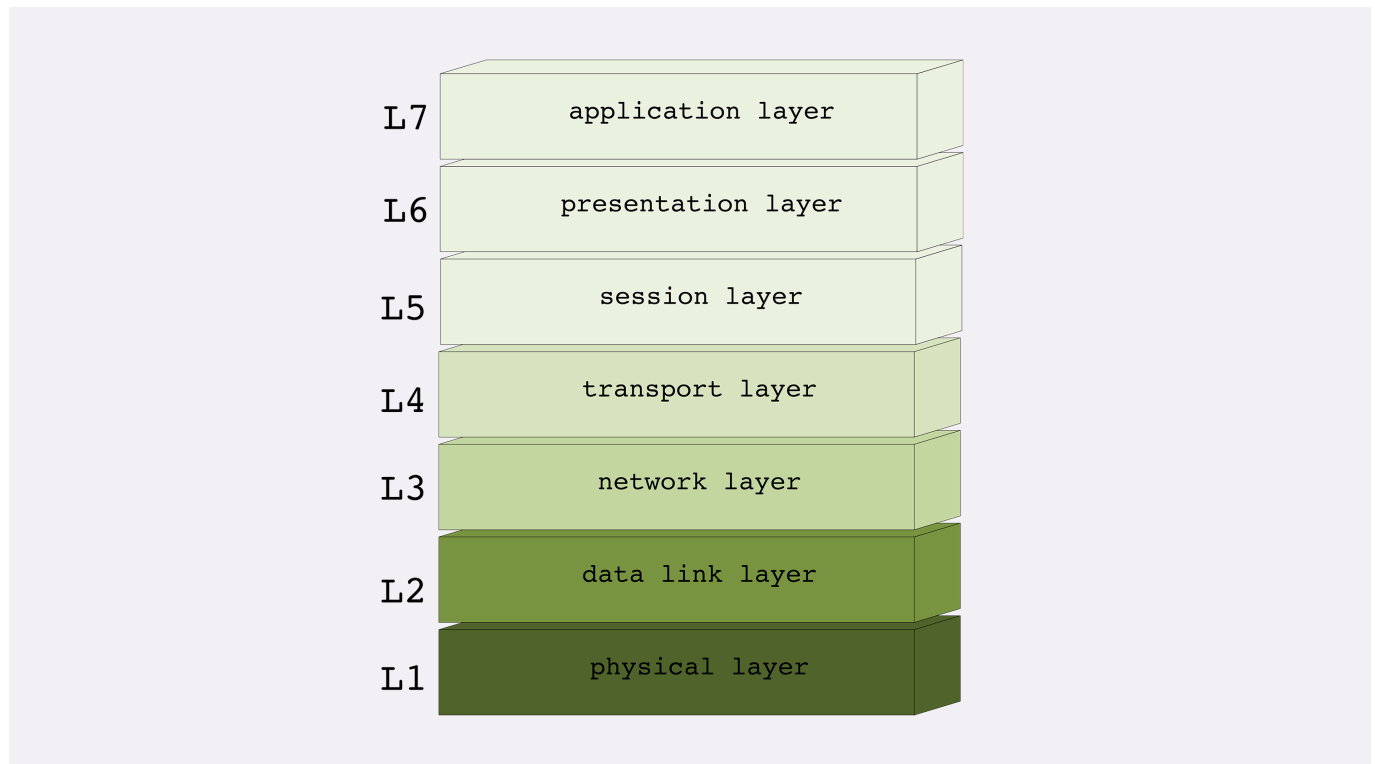 L7 application layer
L6 presentation layer
L5 session layer
L4 transport layer
L3 network layer
L2 data link layer
L1 physical layer